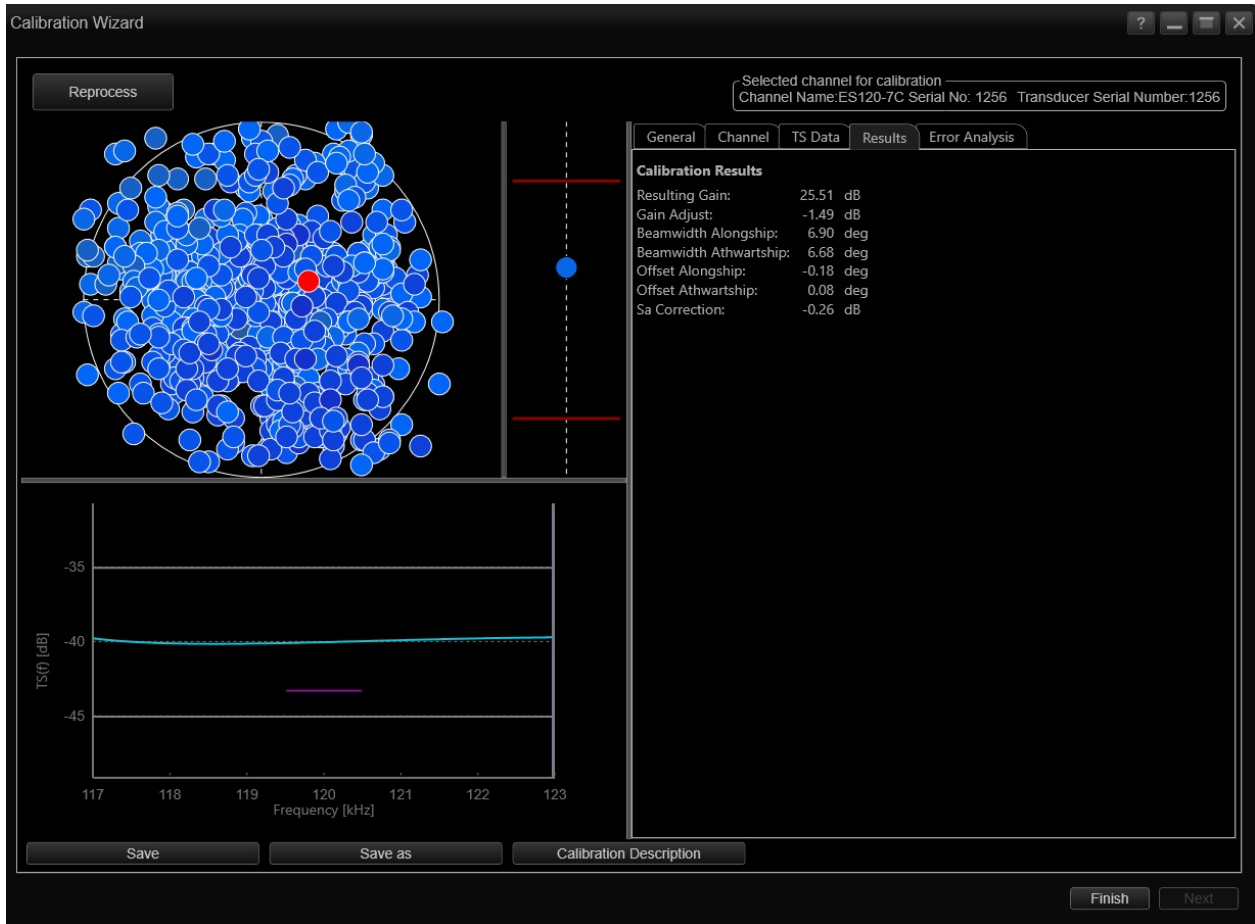 Calibration Wizard
?
Reprocess
Selected channel for calibration
Channel Name:ES120-7C Serial No: 1256 Transducer Serial Number:1256
General Channel TS Data Results Error Analysis
Calibration Results
Resulting Gain: 25.51 dB
Gain Adjust: -1.49 dB
Beamwidth Alongship: 6.90 deg
Beamwidth Athwartship: 6.68 deg
Offset Alongship: -0.18 deg
Offset Athwartship: 0.08 deg
Sa Correction: -0.26 dB
-35
-40
-45
TS(f) [dB]
117 118 119 120 121 122 123
Frequency [kHz]
Save Save as Calibration Description
Finish Next